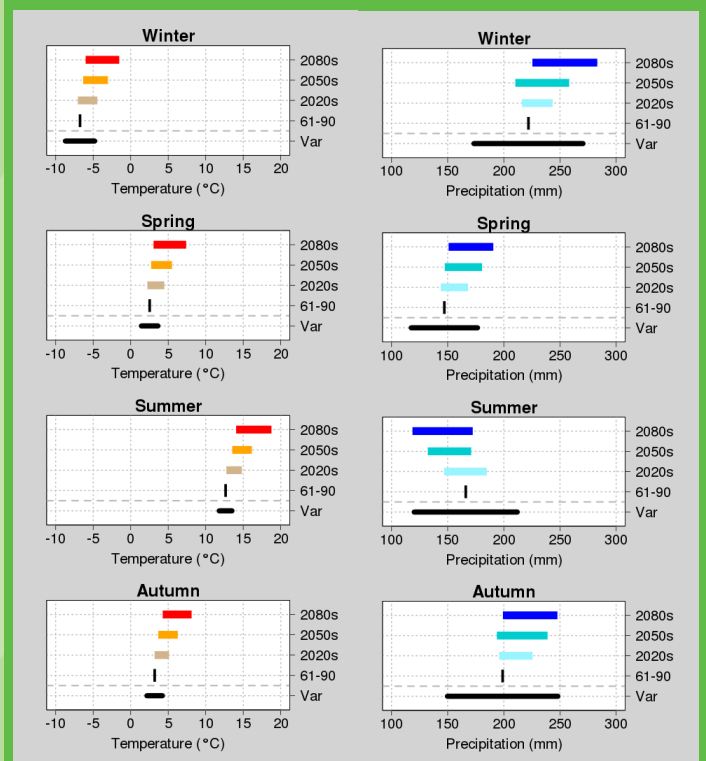 Winter
2080s
2050s
2020s
61-90
Var
-10 -5 0 5 10 15 20
Temperature (°C)
Winter
2080s
2050s
2020s
61-90
Var
100 150 200 250 300
Precipitation (mm)
Spring
2080s
2050s
2020s
61-90
Var
-10 -5 0 5 10 15 20
Temperature (°C)
Spring
2080s
2050s
2020s
61-90
Var
100 150 200 250 300
Precipitation (mm)
Summer
2080s
2050s
2020s
61-90
Var
-10 -5 0 5 10 15 20
Temperature (°C)
Summer
2080s
2050s
2020s
61-90
Var
100 150 200 250 300
Precipitation (mm)
Autumn
2080s
2050s
2020s
61-90
Var
-10 -5 0 5 10 15 20
Temperature (°C)
Autumn
2080s
2050s
2020s
61-90
Var
100 150 200 250 300
Precipitation (mm)